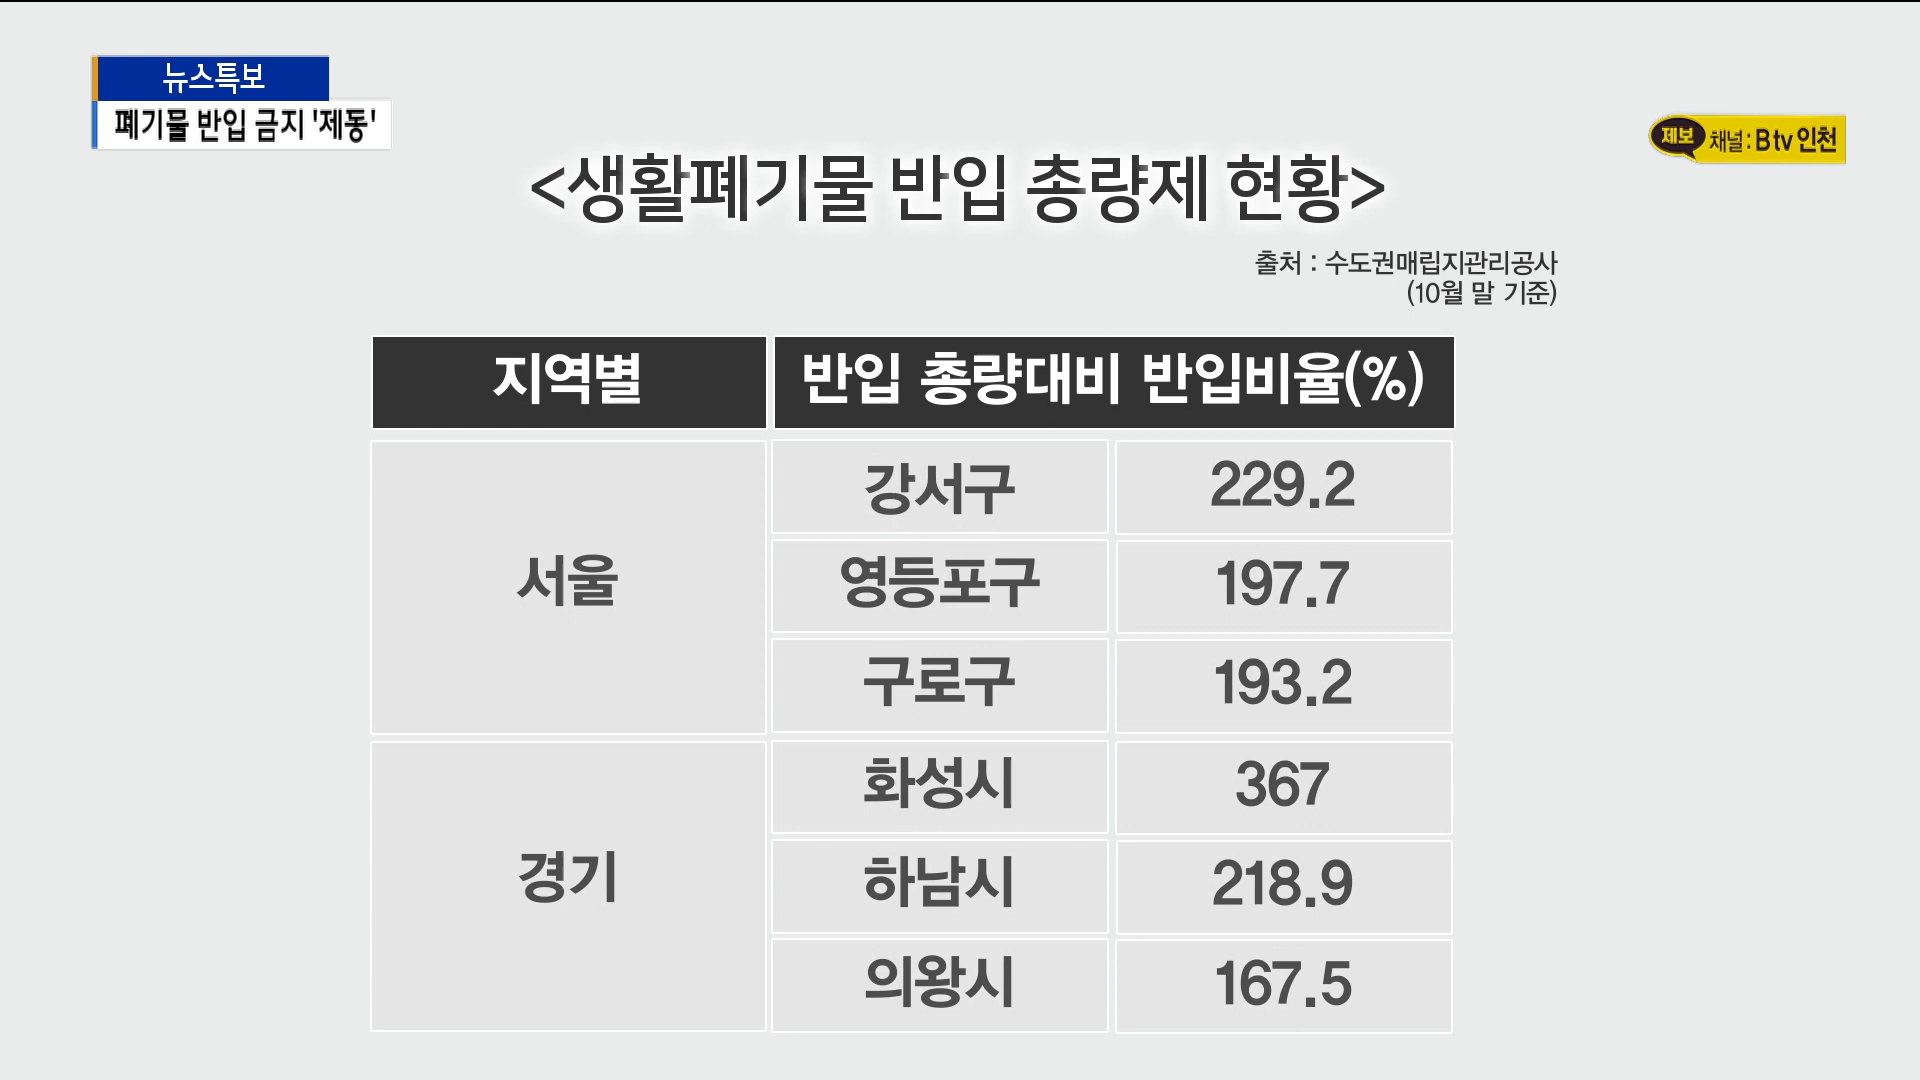 뉴스특보
폐기물 반입 금지 '제동'
제보 채널 : B tv 인천
<생활폐기물 반입 총량제 현황>
출처 : 수도권매립지관리공사
(10월 말 기준)
지역별 반입 총량대비 반입비율(%)
서울
강서구 229.2
영등포구 197.7
구로구 193.2
경기
화성시 367
하남시 218.9
의왕시 167.5